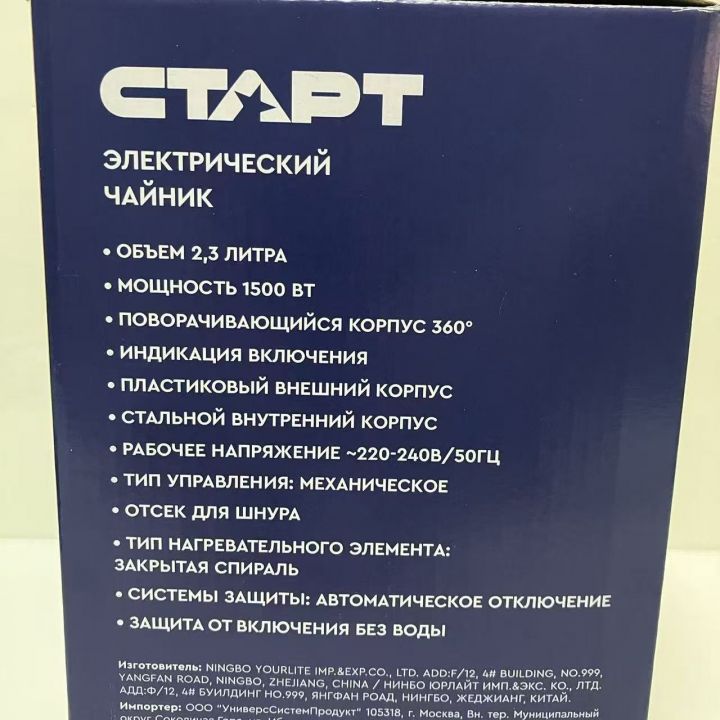 СТАРТ
ЭЛЕКТРИЧЕСКИЙ
ЧАЙНИК
• ОБЪЕМ 2,3 ЛИТРА
• МОЩНОСТЬ 1500 ВТ
• ПОВОРАЧИВАЮЩИЙСЯ КОРПУС 360°
• ИНДИКАЦИЯ ВКЛЮЧЕНИЯ
• ПЛАСТИКОВЫЙ ВНЕШНИЙ КОРПУС
• СТАЛЬНОЙ ВНУТРЕННИЙ КОРПУС
• РАБОЧЕЕ НАПРЯЖЕНИЕ ~220-240В/50ГЦ
• ТИП УПРАВЛЕНИЯ: МЕХАНИЧЕСКОЕ
• ОТСЕК ДЛЯ ШНУРА
• ТИП НАГРЕВАТЕЛЬНОГО ЭЛЕМЕНТА:
ЗАКРЫТАЯ СПИРАЛЬ
• СИСТЕМЫ ЗАЩИТЫ: АВТОМАТИЧЕСКОЕ ОТКЛЮЧЕНИЕ
• ЗАЩИТА ОТ ВКЛЮЧЕНИЯ БЕЗ ВОДЫ
Изготовитель: NINGBO YOURLITE IMP.&EXP.CO., LTD. ADD:F/12, 4# BUILDING, NO.999,
YANGFAN ROAD, NINGBO, ZHEJIANG, CHINA / НИНБО ЮРЛАЙТ ИМП.&ЭКС. КО., ЛТД.
АДД:Ф/12, 4# БУИЛДИНГ НО.999, ЯНГФАН РОАД, НИНГБО, ЖЕДЖИАНГ, КИТАЙ.
Импортер: ООО "УниверсСистемПродукт" 105318, г. Москва, Вн. тер. Муниципальный
округ Соколиная Гора,